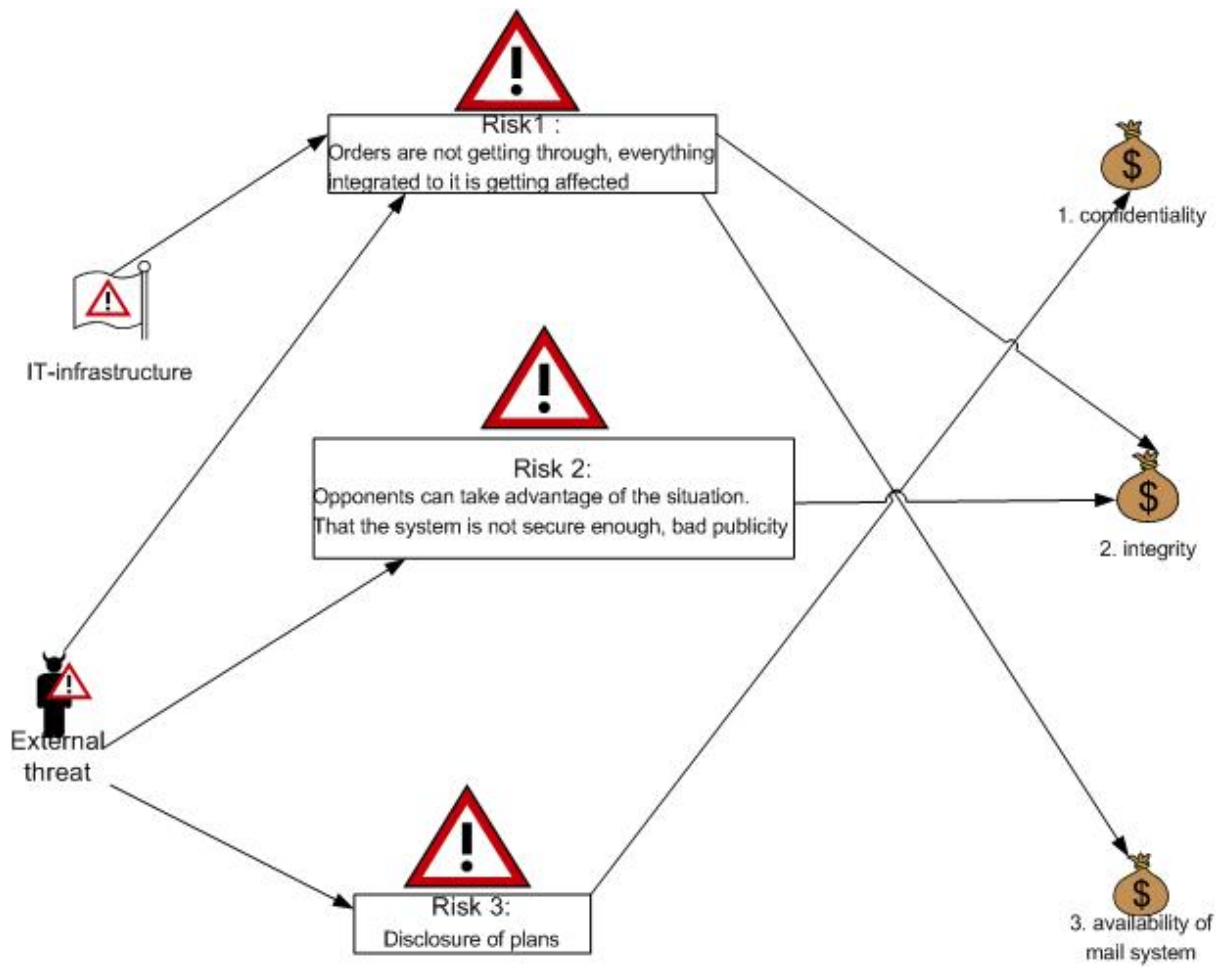 Risk1 :
Orders are not getting through, everything
integrated to it is getting affected
1. confidentiality
IT-infrastructure
Risk 2:
Opponents can take advantage of the situation.
That the system is not secure enough, bad publicity
2. integrity
External
threat
Risk 3:
Disclosure of plans
3. availability of
mail system